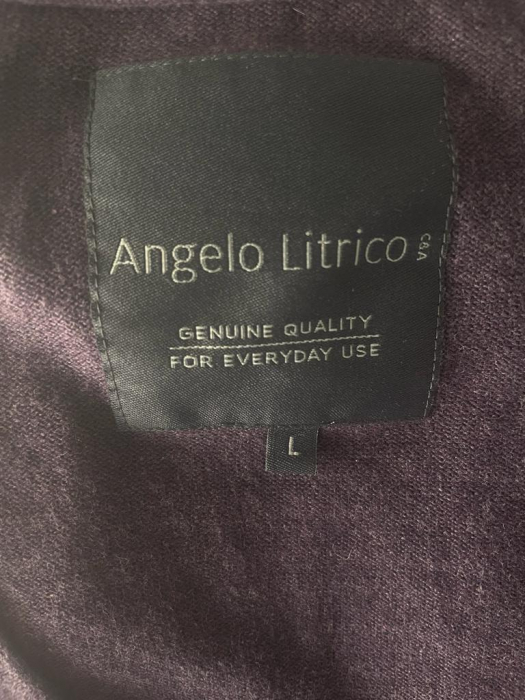 Angelo Litrico C&A
GENUINE QUALITY
FOR EVERYDAY USE
L